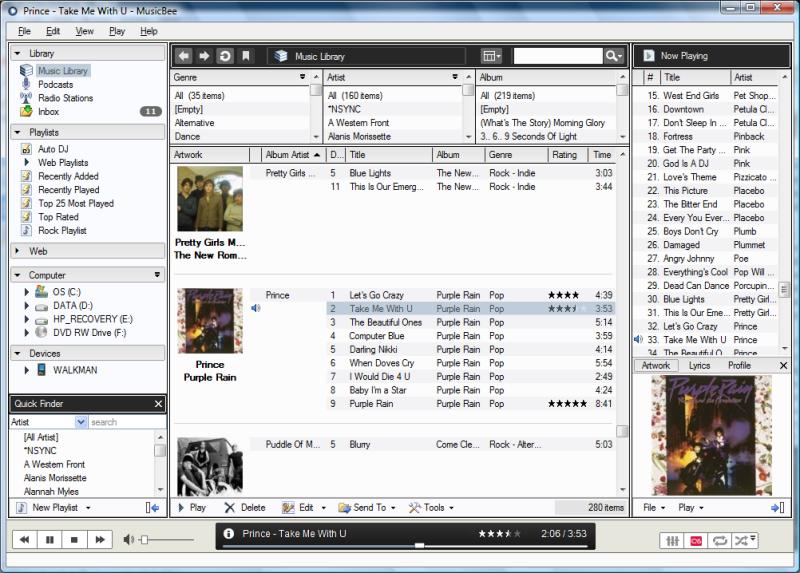 Prince - Take Me With U - MusicBee
File Edit View Play Help
Library
Music Library
Podcasts
Radio Stations
Inbox 11
Playlists
Auto DJ
Web Playlists
Recently Added
Recently Played
Top 25 Most Played
Top Rated
Rock Playlist
Web
Computer
OS (C:)
DATA (D:)
HP_RECOVERY (E:)
DVD RW Drive (F:)
Devices
WALKMAN
Quick Finder
Artist search
[All Artist]
*NSYNC
A Western Front
Alanis Morissette
Alannah Myles
New Playlist
Music Library
Genre Artist Album
All (35 items) All (160 items) All (219 items)
[Empty] *NSYNC [Empty]
Alternative A Western Front (What's The Story) Morning Glory
Dance Alanis Morissette 3.. 6.. 9 Seconds Of Light
Artwork Album Artist D... Title Album Genre Rating Time
Pretty Girls ... 5 Blue Lights The New... Rock - Indie 3:03
11 This Is Our Emerg... The New... Rock - Indie 3:44
Pretty Girls M...
The New Rom...
Prince 1 Let's Go Crazy Purple Rain Pop 4:39
2 Take Me With U Purple Rain Pop 3:53
3 The Beautiful Ones Purple Rain Pop 5:14
4 Computer Blue Purple Rain Pop 3:59
5 Darling Nikki Purple Rain Pop 4:14
6 When Doves Cry Purple Rain Pop 5:54
7 I Would Die 4 U Purple Rain Pop 2:49
8 Baby I'm a Star Purple Rain Pop 4:24
9 Purple Rain Purple Rain Pop 8:41
Prince
Purple Rain
Puddle Of M... 5 Blurry Come Cle... Rock - Alter... 5:03
Play Delete Edit Send To Tools 280 items
Now Playing
# Title Artist
15. West End Girls Pet Shop...
16. Downtown Petula Cl...
17. Don't Sleep In ... Petula Cl...
18. Fortress Pinback
19. Get The Party ... Pink
20. God Is A DJ Pink
21. Love's Theme Pizzicato ...
22. This Picture Placebo
23. The Bitter End Placebo
24. Every You Ever... Placebo
25. Boys Don't Cry Plumb
26. Damaged Plummet
27. Angry Johnny Poe
28. Everything's Cool Pop Will ...
29. Dead Can Dance Porcupin...
30. Blue Lights Pretty Girl...
31. This Is Our Eme... Pretty Girl...
32. Let's Go Crazy Prince
33. Take Me With U Prince
34. The Beautiful O... Prince
Artwork Lyrics Profile
Purple Rain
File Play
Prince - Take Me With U 2:06 / 3:53